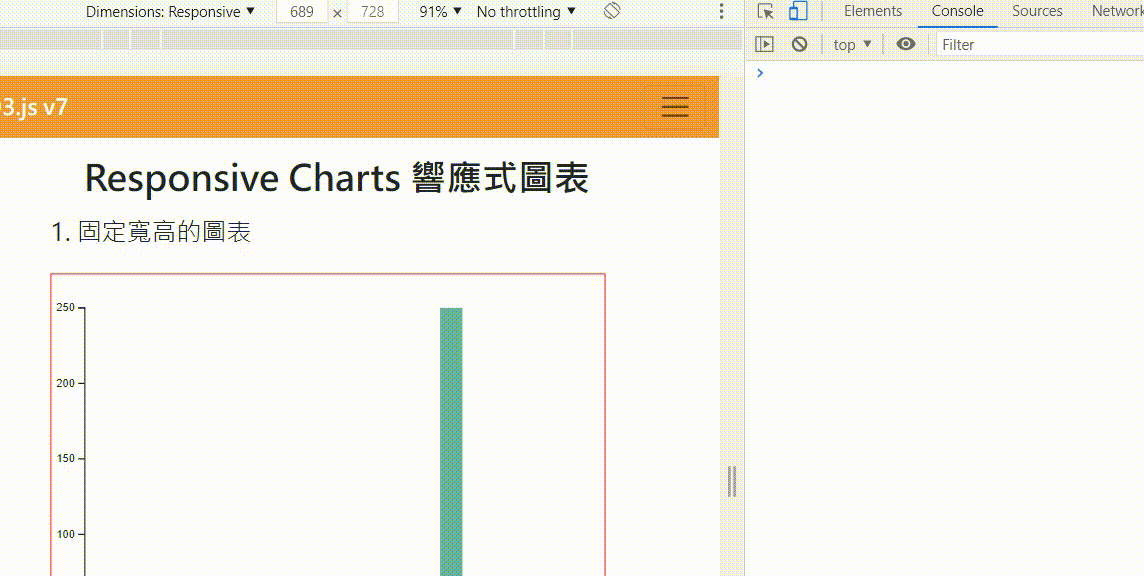 Dimensions: Responsive ▼ 689 × 728 91% ▼ No throttling ▼
Elements Console Sources Network
top ▼ Filter
3.js v7
Responsive Charts 響應式圖表
1. 固定寬高的圖表
250
200
150
100